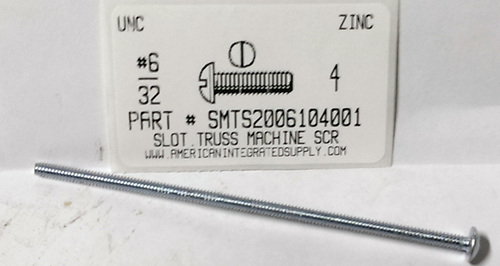 UNC ZINC
#6
32
4
PART # SMTS2006104001
SLOT.TRUSS MACHINE SCR
WWW.AMERICANINTEGRATEDSUPPLY.COM